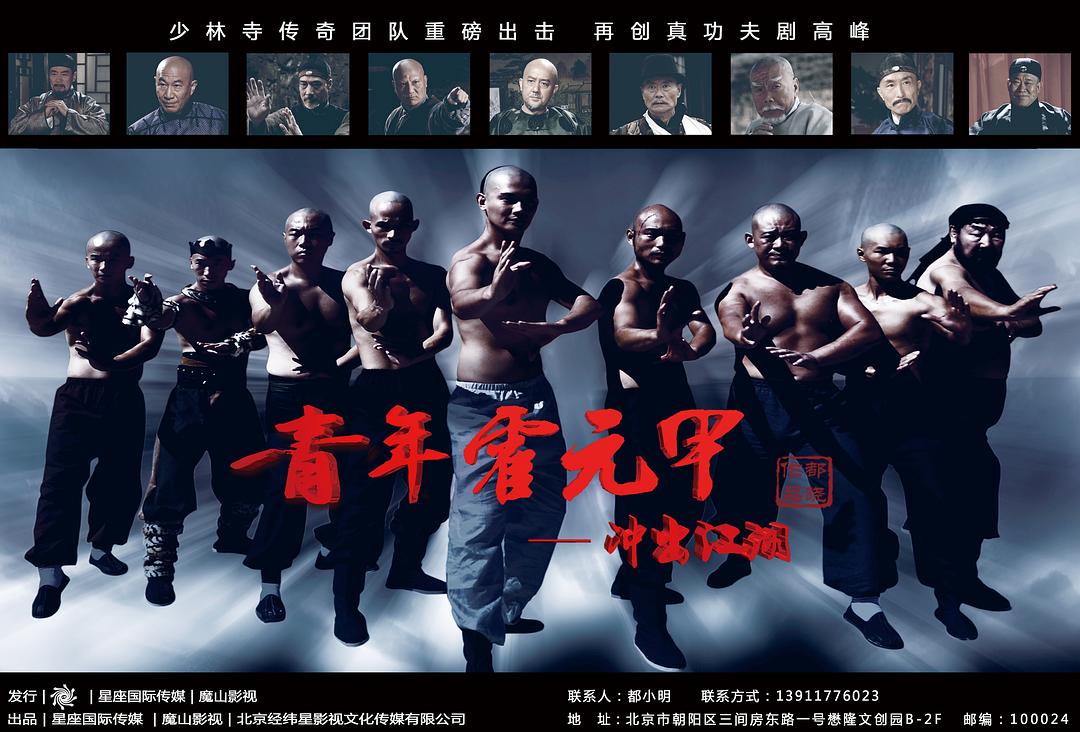 少林寺传奇团队重磅出击 再创真功夫剧高峰
青年霍元甲
都晓作品
——冲出江湖
发行 | | 星座国际传媒 | 魔山影视
出品 | 星座国际传媒 | 魔山影视 | 北京经纬星影视文化传媒有限公司
联系人：都小明 联系方式：13911776023
地 址：北京市朝阳区三间房东路一号懋隆文创园B-2F 邮编：100024